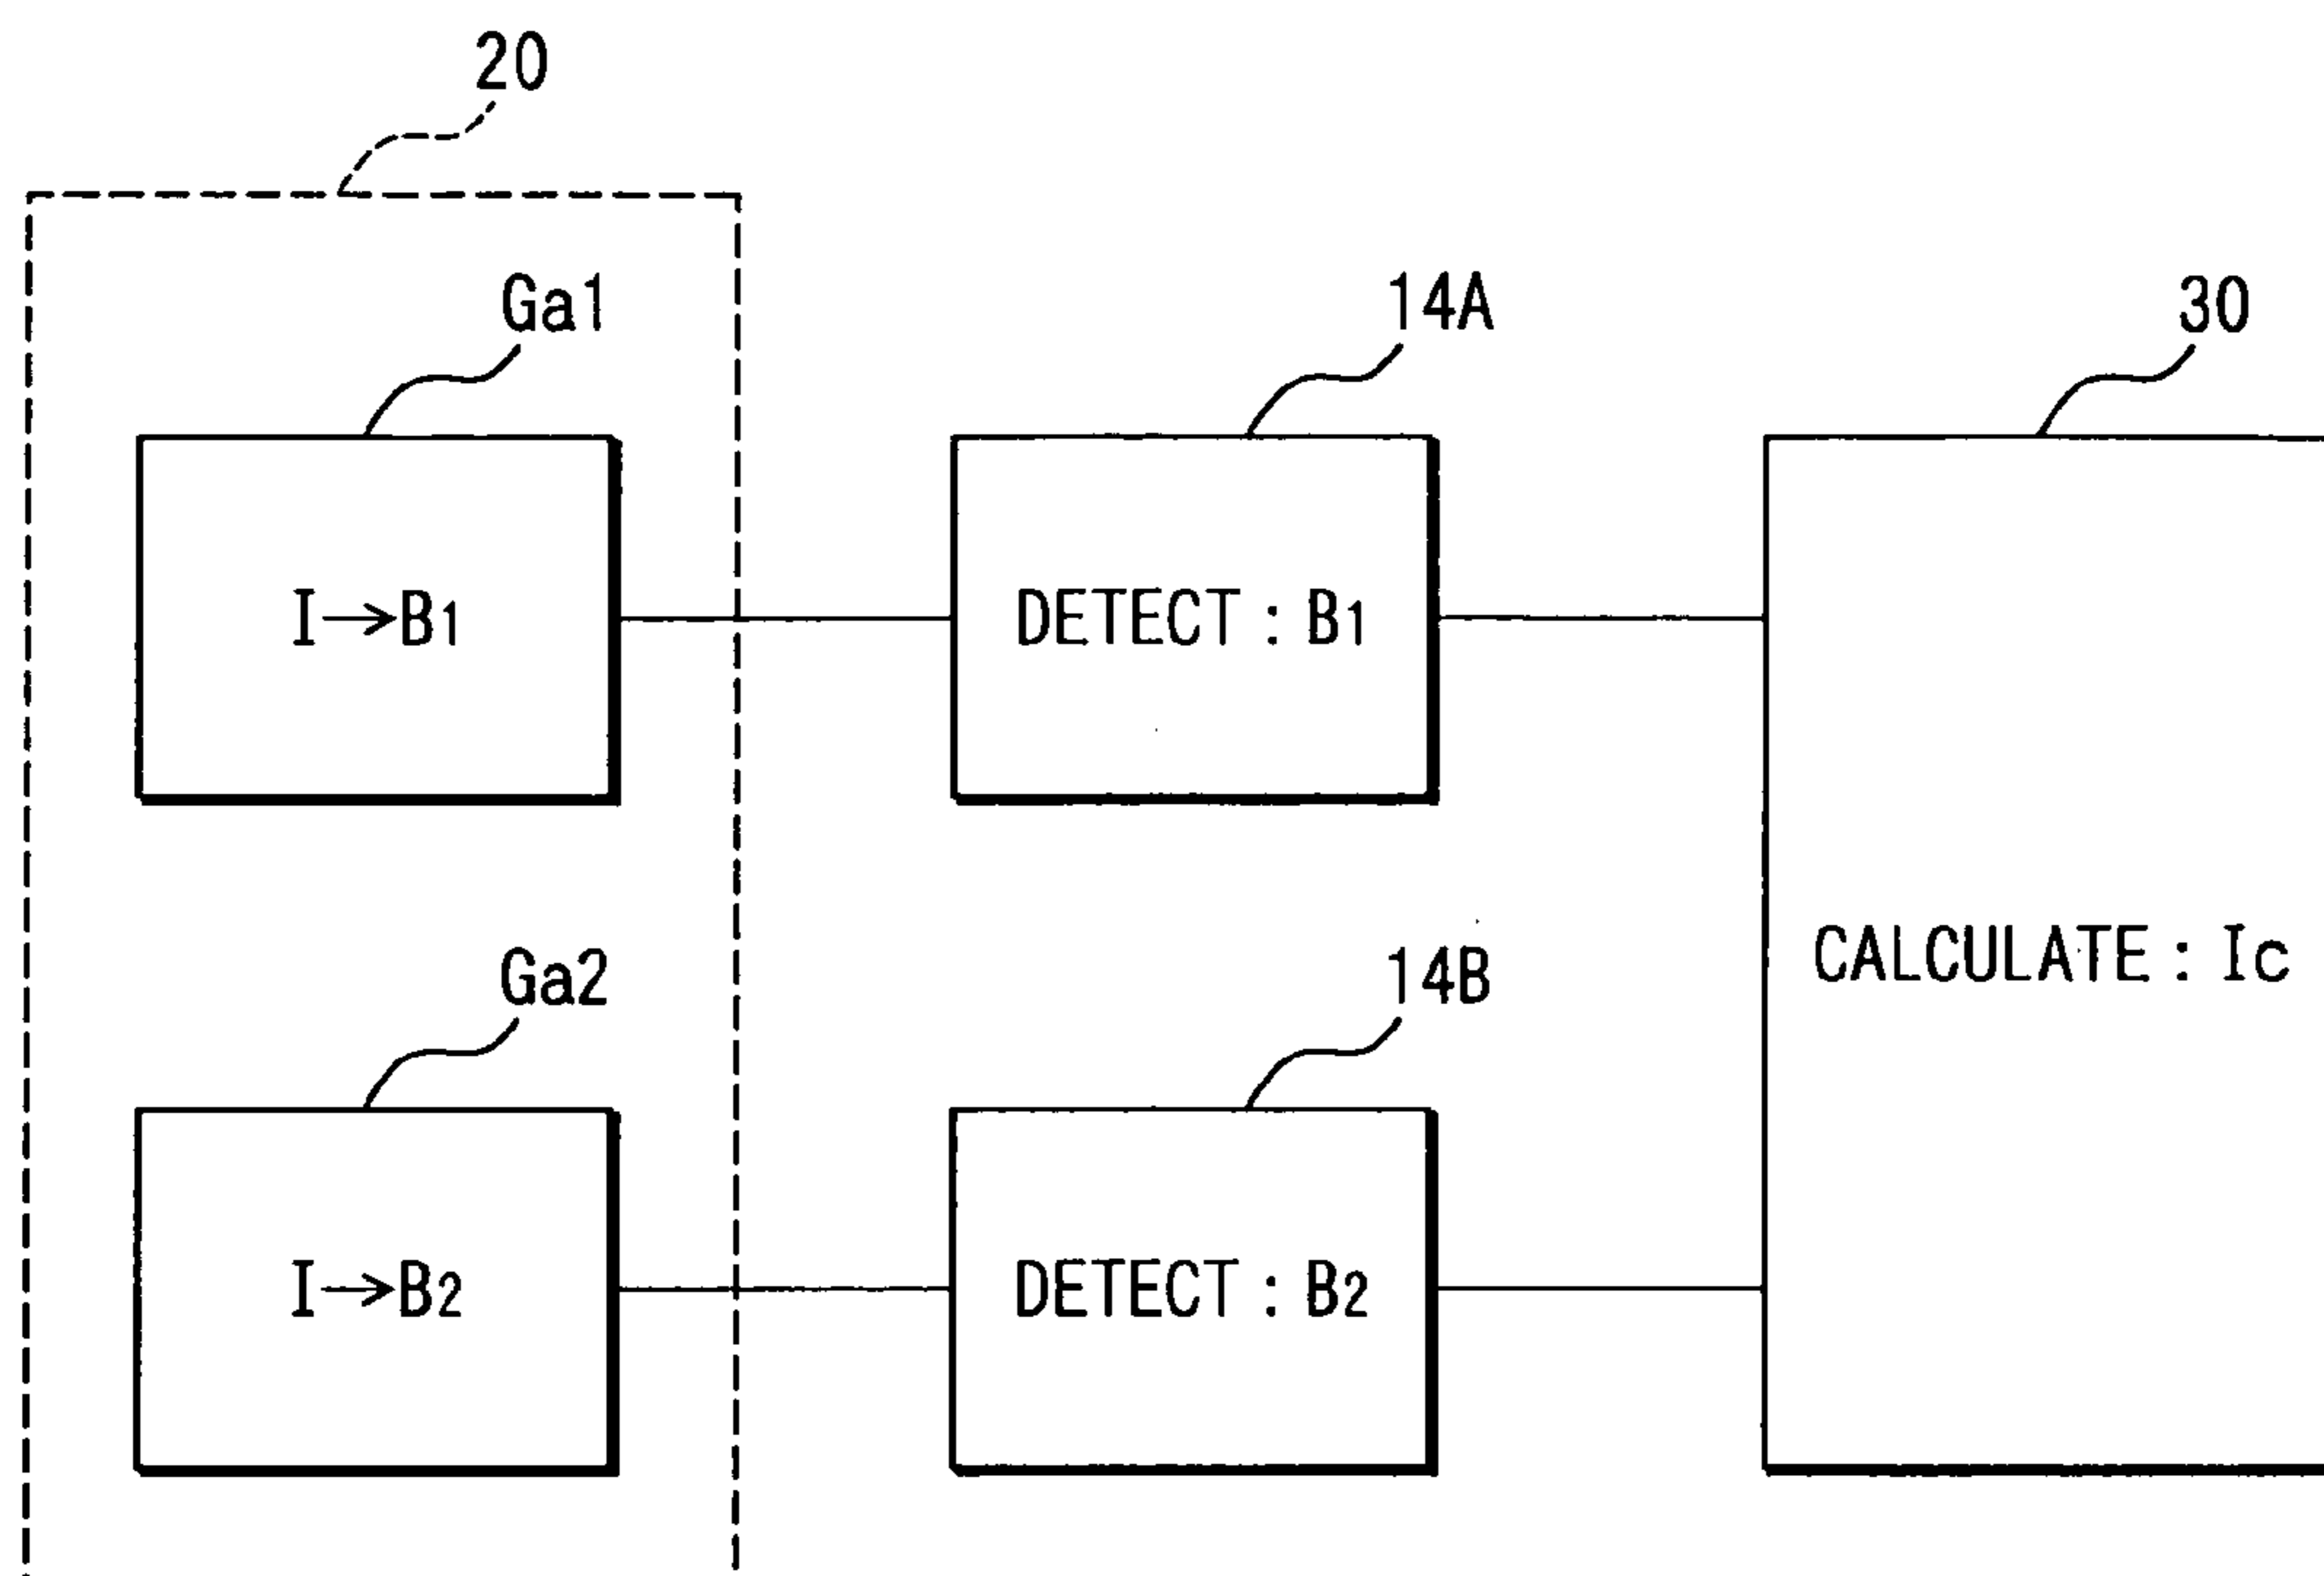 20
Ga1
14A
30
I→B1
DETECT : B1
CALCULATE : Ic
Ga2
14B
I→B2
DETECT : B2